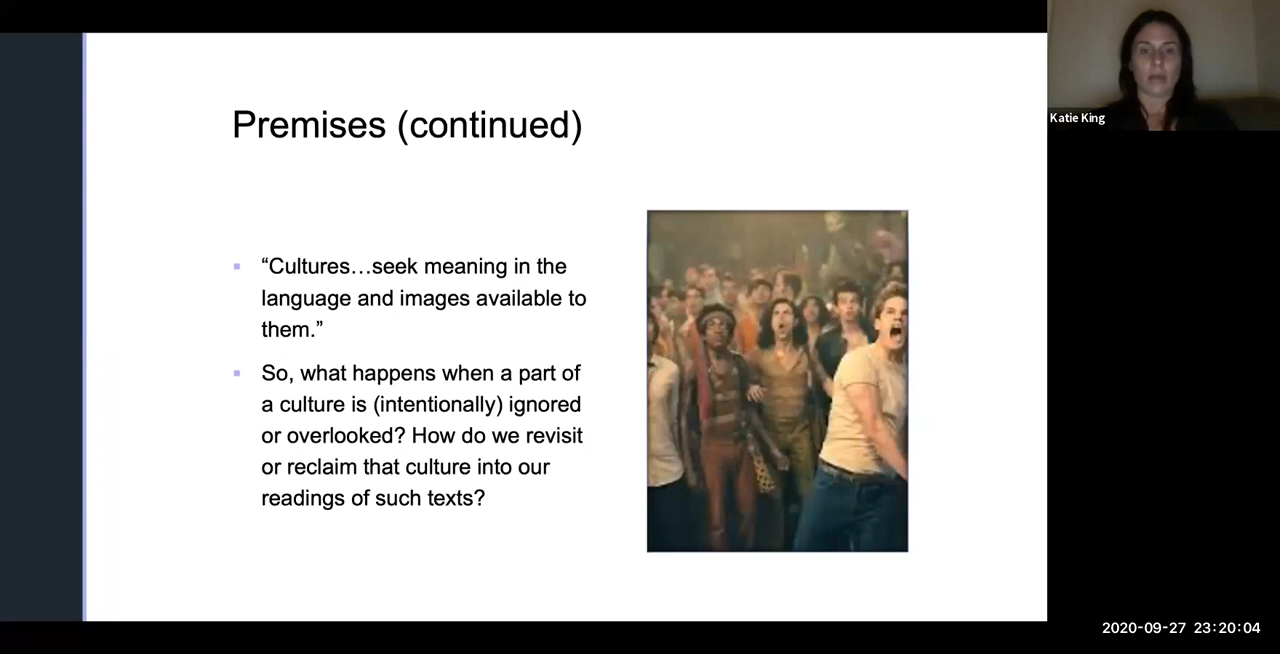 Premises (continued)
“Cultures…seek meaning in the
language and images available to
them.”
So, what happens when a part of
a culture is (intentionally) ignored
or overlooked? How do we revisit
or reclaim that culture into our
readings of such texts?
Katie King
2020-09-27 23:20:04